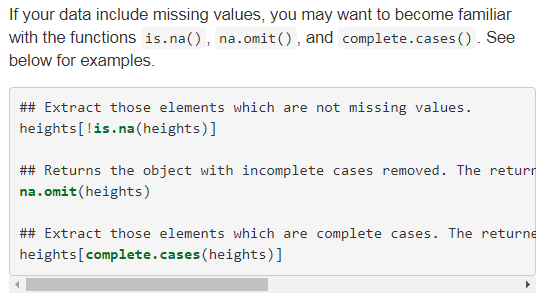 If your data include missing values, you may want to become familiar
with the functions is.na(), na.omit(), and complete.cases(). See
below for examples.
## Extract those elements which are not missing values.
heights[!is.na(heights)]
## Returns the object with incomplete cases removed. The
na.omit(heights)
## Extract those elements which are complete cases. The
heights[complete.cases(heights)]